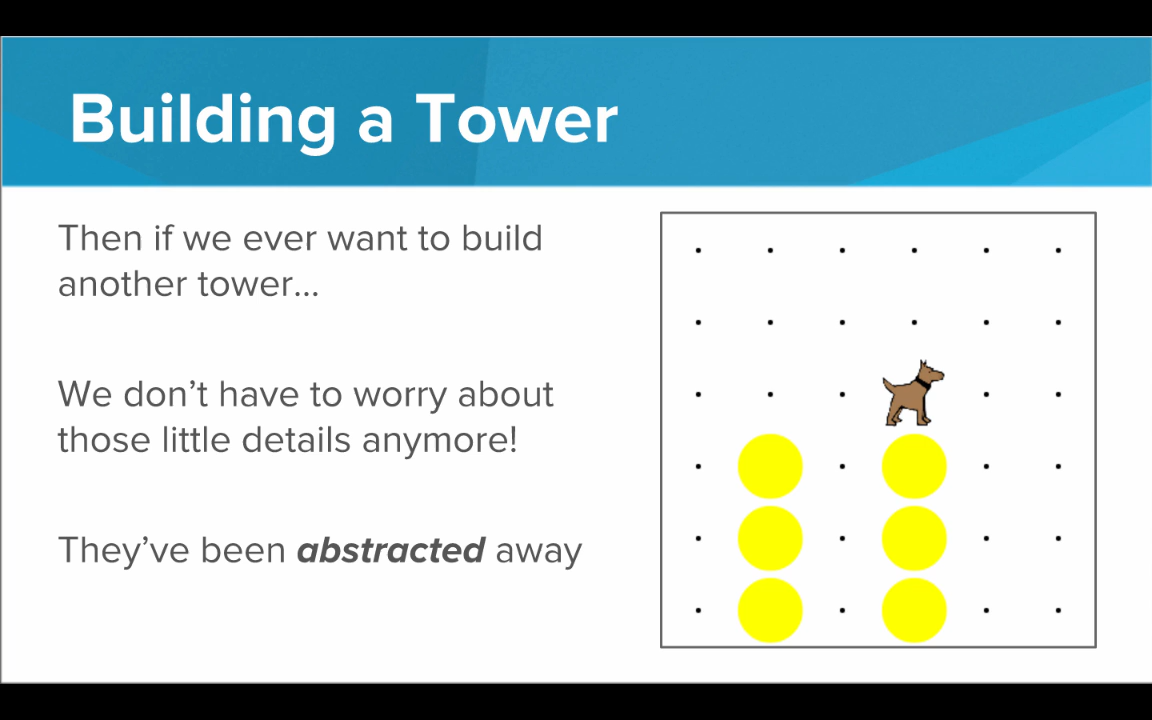 Building a Tower
Then if we ever want to build
another tower...
We don’t have to worry about
those little details anymore!
They’ve been abstracted away